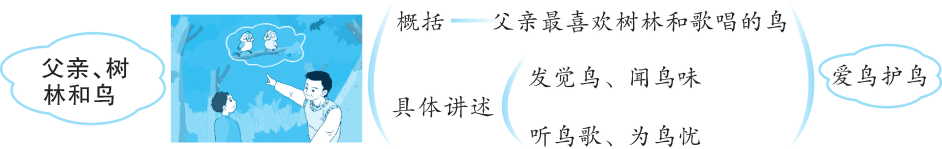 父亲、树
林和鸟
概括
父亲最喜欢树林和歌唱的鸟
具体讲述
发觉鸟、闻鸟味
听鸟歌、为鸟忧
爱鸟护鸟